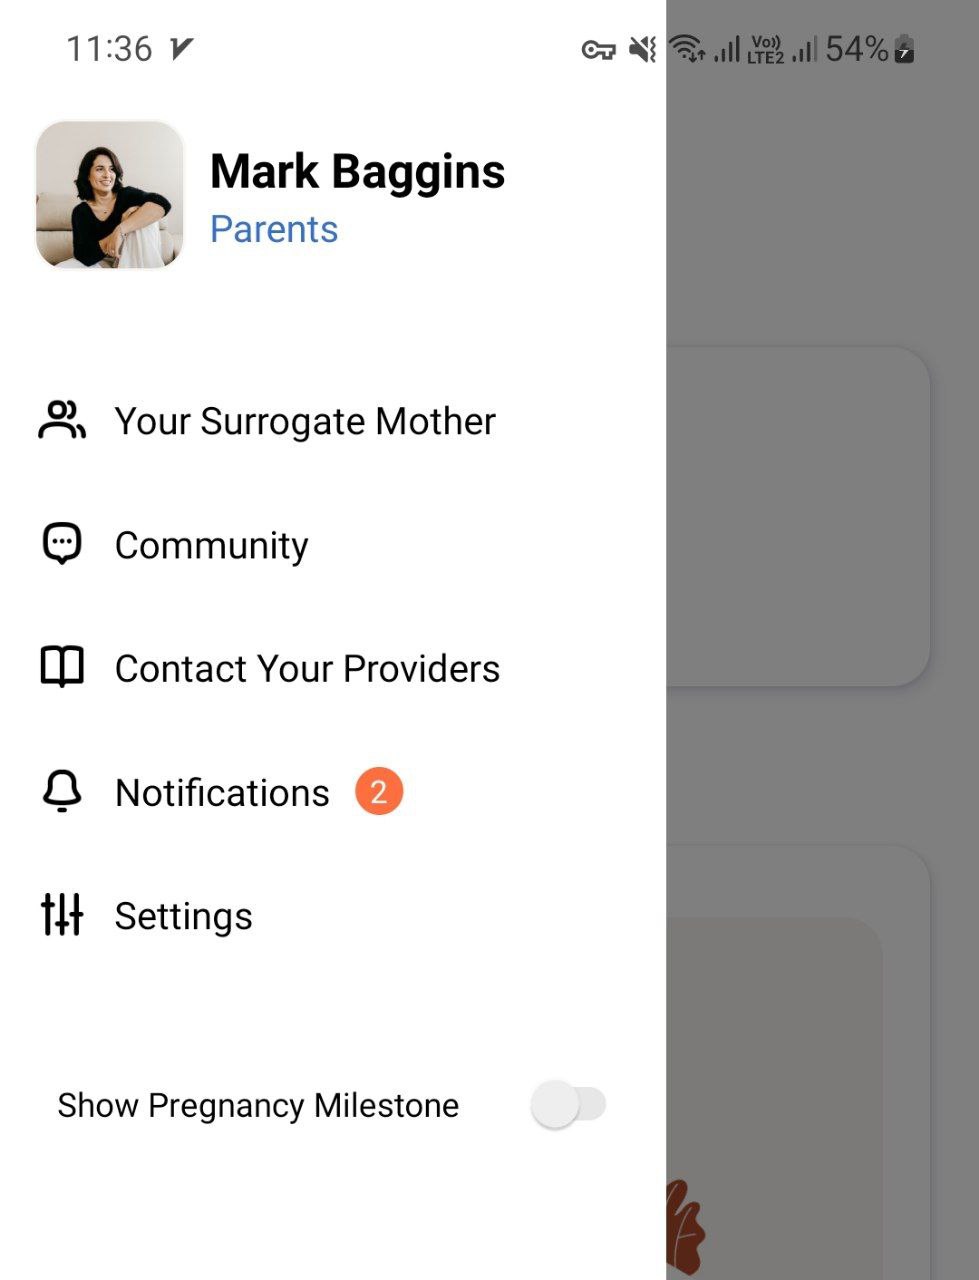 11:36
Vo))
LTE2
54%
Mark Baggins
Parents
Your Surrogate Mother
Community
Contact Your Providers
Notifications 2
Settings
Show Pregnancy Milestone